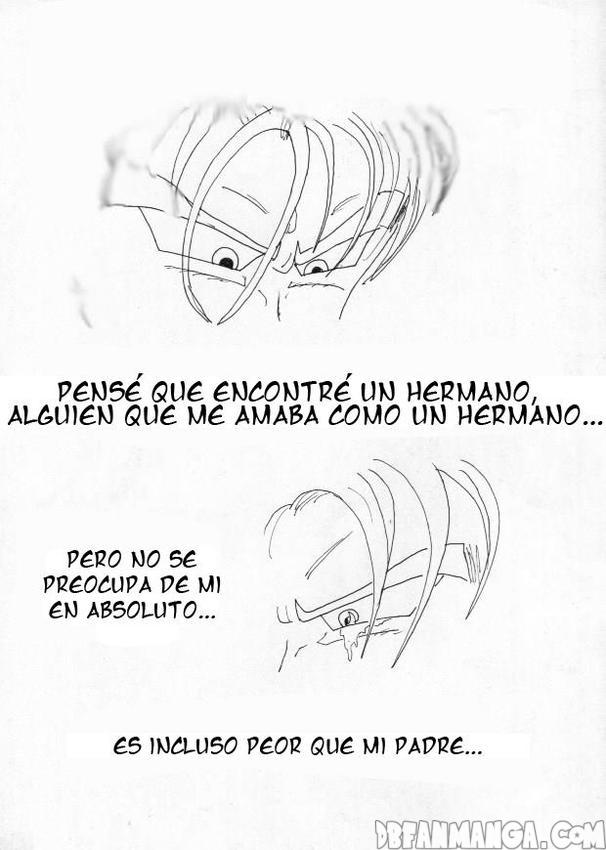 PENSÉ QUE ENCONTRÉ UN HERMANO,
ALGUIEN QUE ME AMABA COMO UN HERMANO...
PERO NO SE
PREOCUPA DE MI
EN ABSOLUTO...
ES INCLUSO PEOR QUE MI PADRE...
DBFANMANGA.COM